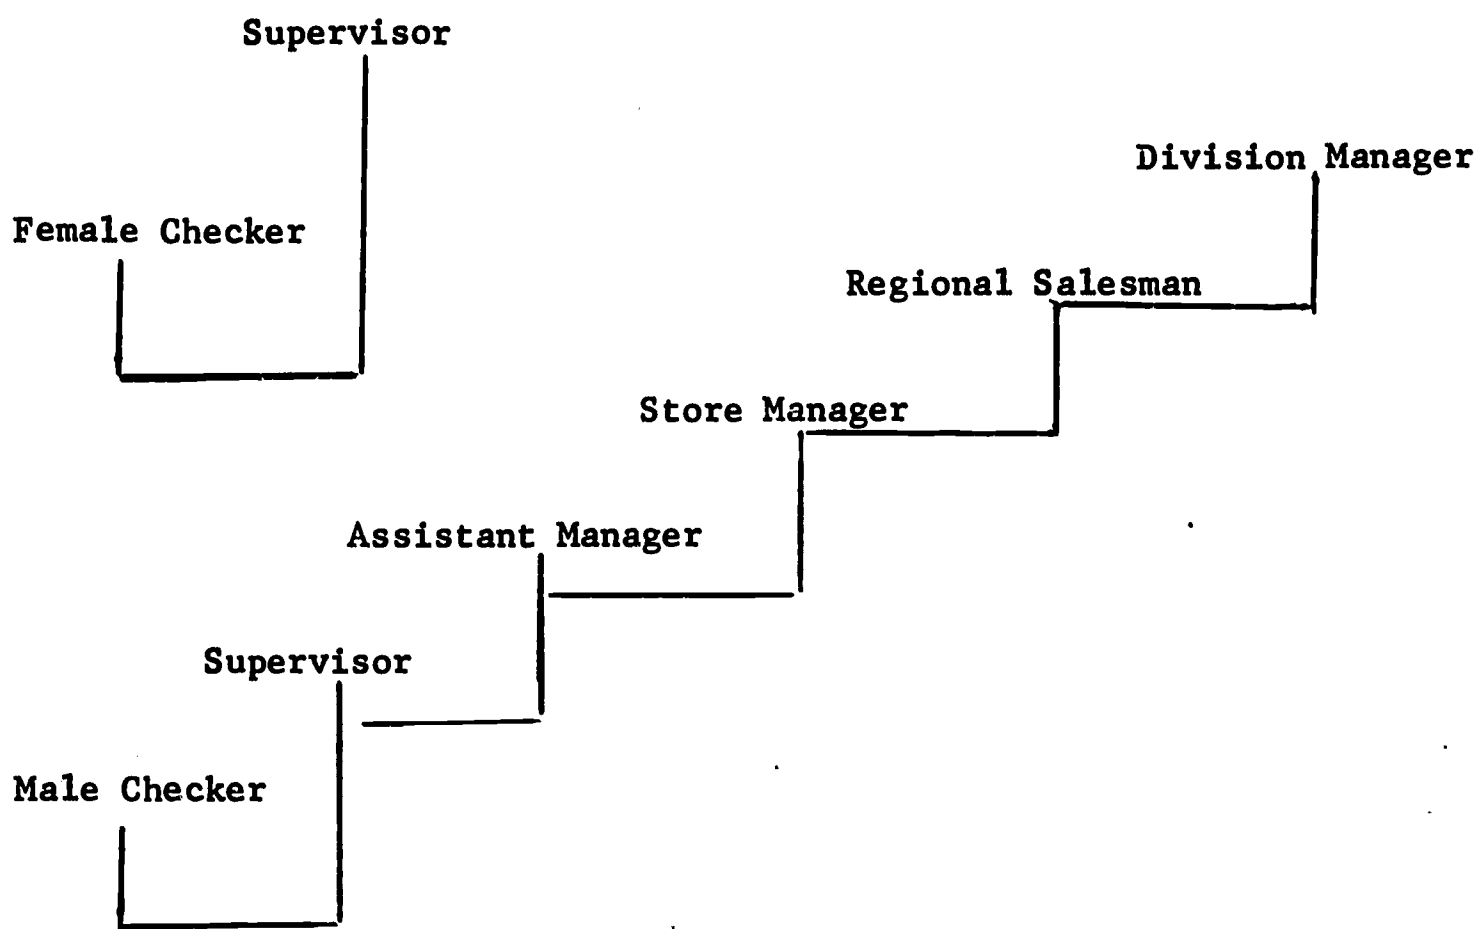 Supervisor
Division Manager
Female Checker
Regional Salesman
Store Manager
Assistant Manager
Supervisor
Male Checker